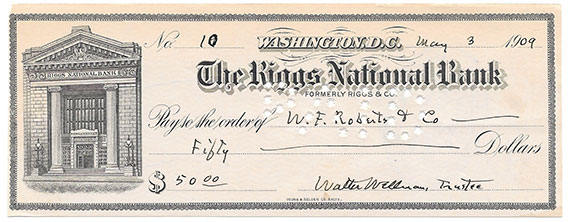 No. 10 WASHINGTON, D.C. May 3 1909
RIGGS NATIONAL BANK
The Riggs National Bank
FORMERLY RIGGS & CO.
Pay to the order of W. F. Roberts & Co
Fifty Dollars
$ 50.00 Walter Wellman, Trustee